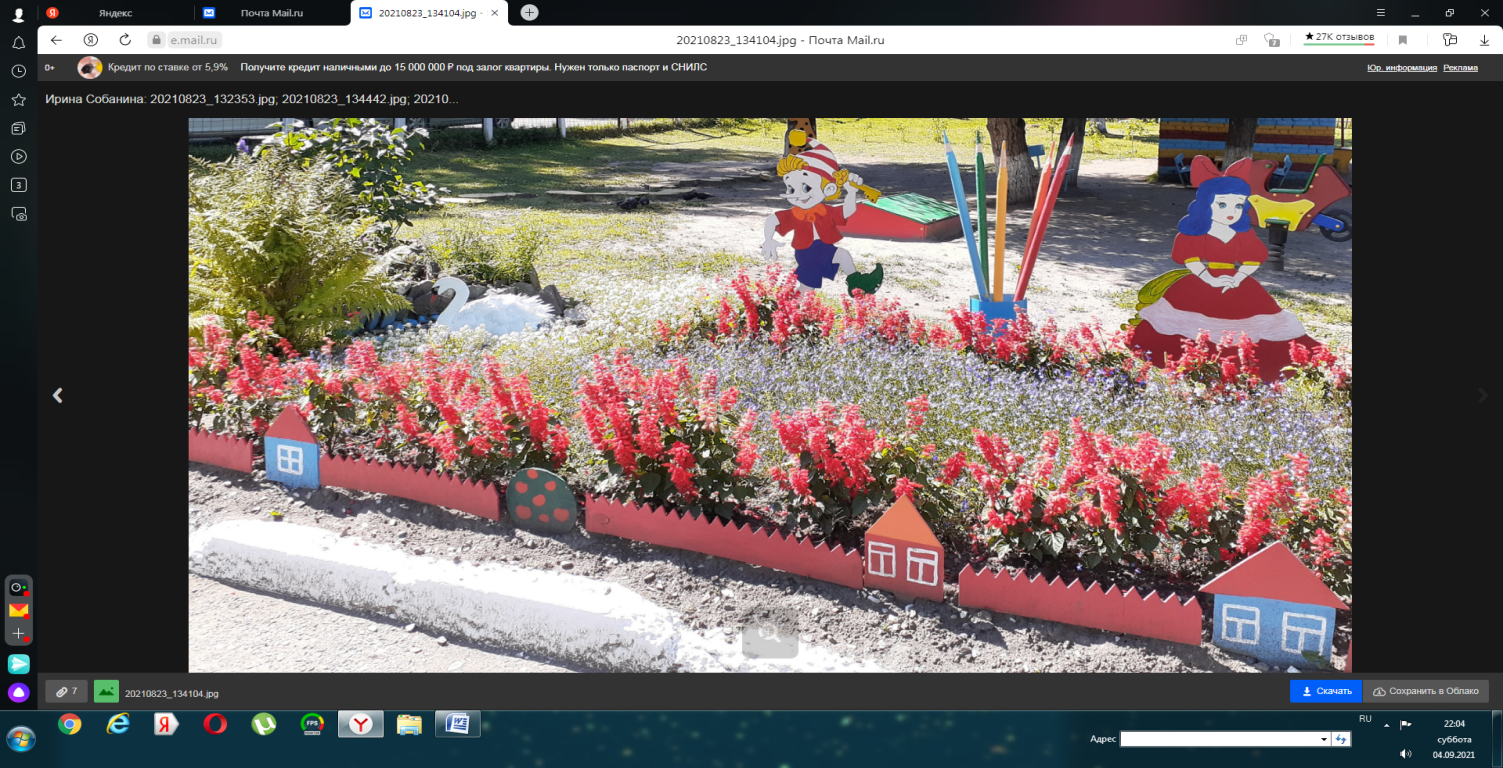 Яндекс
Почта Mail.ru
20210823_134104.jpg -
e.mail.ru
20210823_134104.jpg - Почта Mail.ru
7
★ 27K отзывов
0+
Кредит по ставке от 5,9%
Получите кредит наличными до 15 000 000 ₽ под залог квартиры. Нужен только паспорт и СНИЛС
Юр. информация
Реклама
Ирина Собанина: 20210823_132353.jpg; 20210823_134442.jpg; 20210...
3
7
20210823_134104.jpg
Скачать
Сохранить в Облако
FPS
RU
22:04
Адрес
суббота
04.09.2021